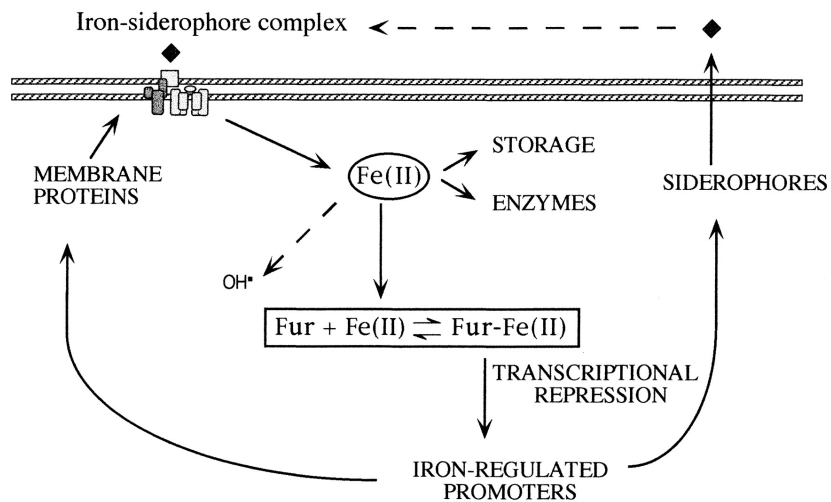 Iron-siderophore complex
MEMBRANE
PROTEINS
Fe(II)
STORAGE
ENZYMES
SIDEROPHORES
OH▪
Fur + Fe(II) ⇌ Fur-Fe(II)
TRANSCRIPTIONAL
REPRESSION
IRON-REGULATED
PROMOTERS